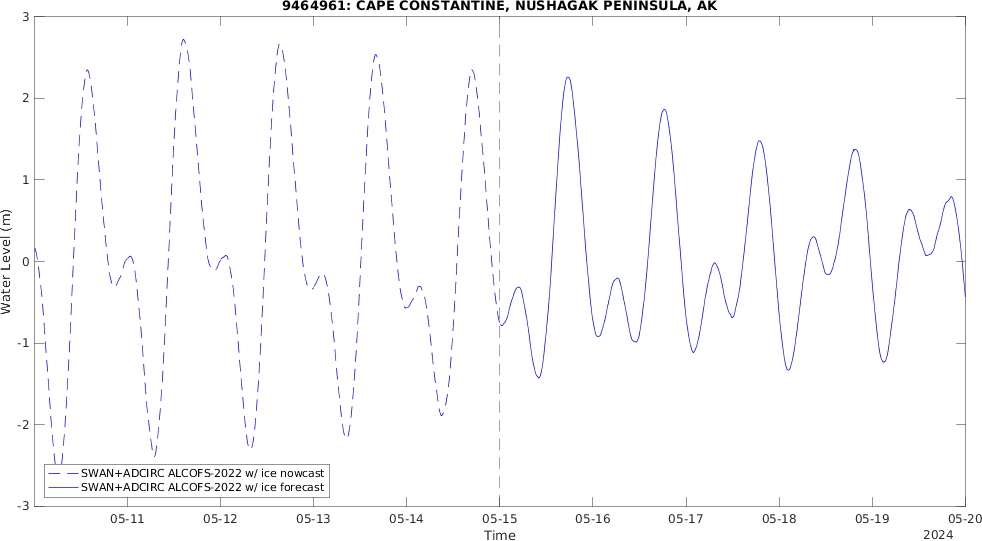 9464961: CAPE CONSTANTINE, NUSHAGAK PENINSULA, AK
3
2
1
0
-1
-2
-3
Water Level (m)
SWAN+ADCIRC ALCOFS-2022 w/ ice nowcast
SWAN+ADCIRC ALCOFS-2022 w/ ice forecast
05-11 05-12 05-13 05-14 05-15 05-16 05-17 05-18 05-19 05-20
Time
2024